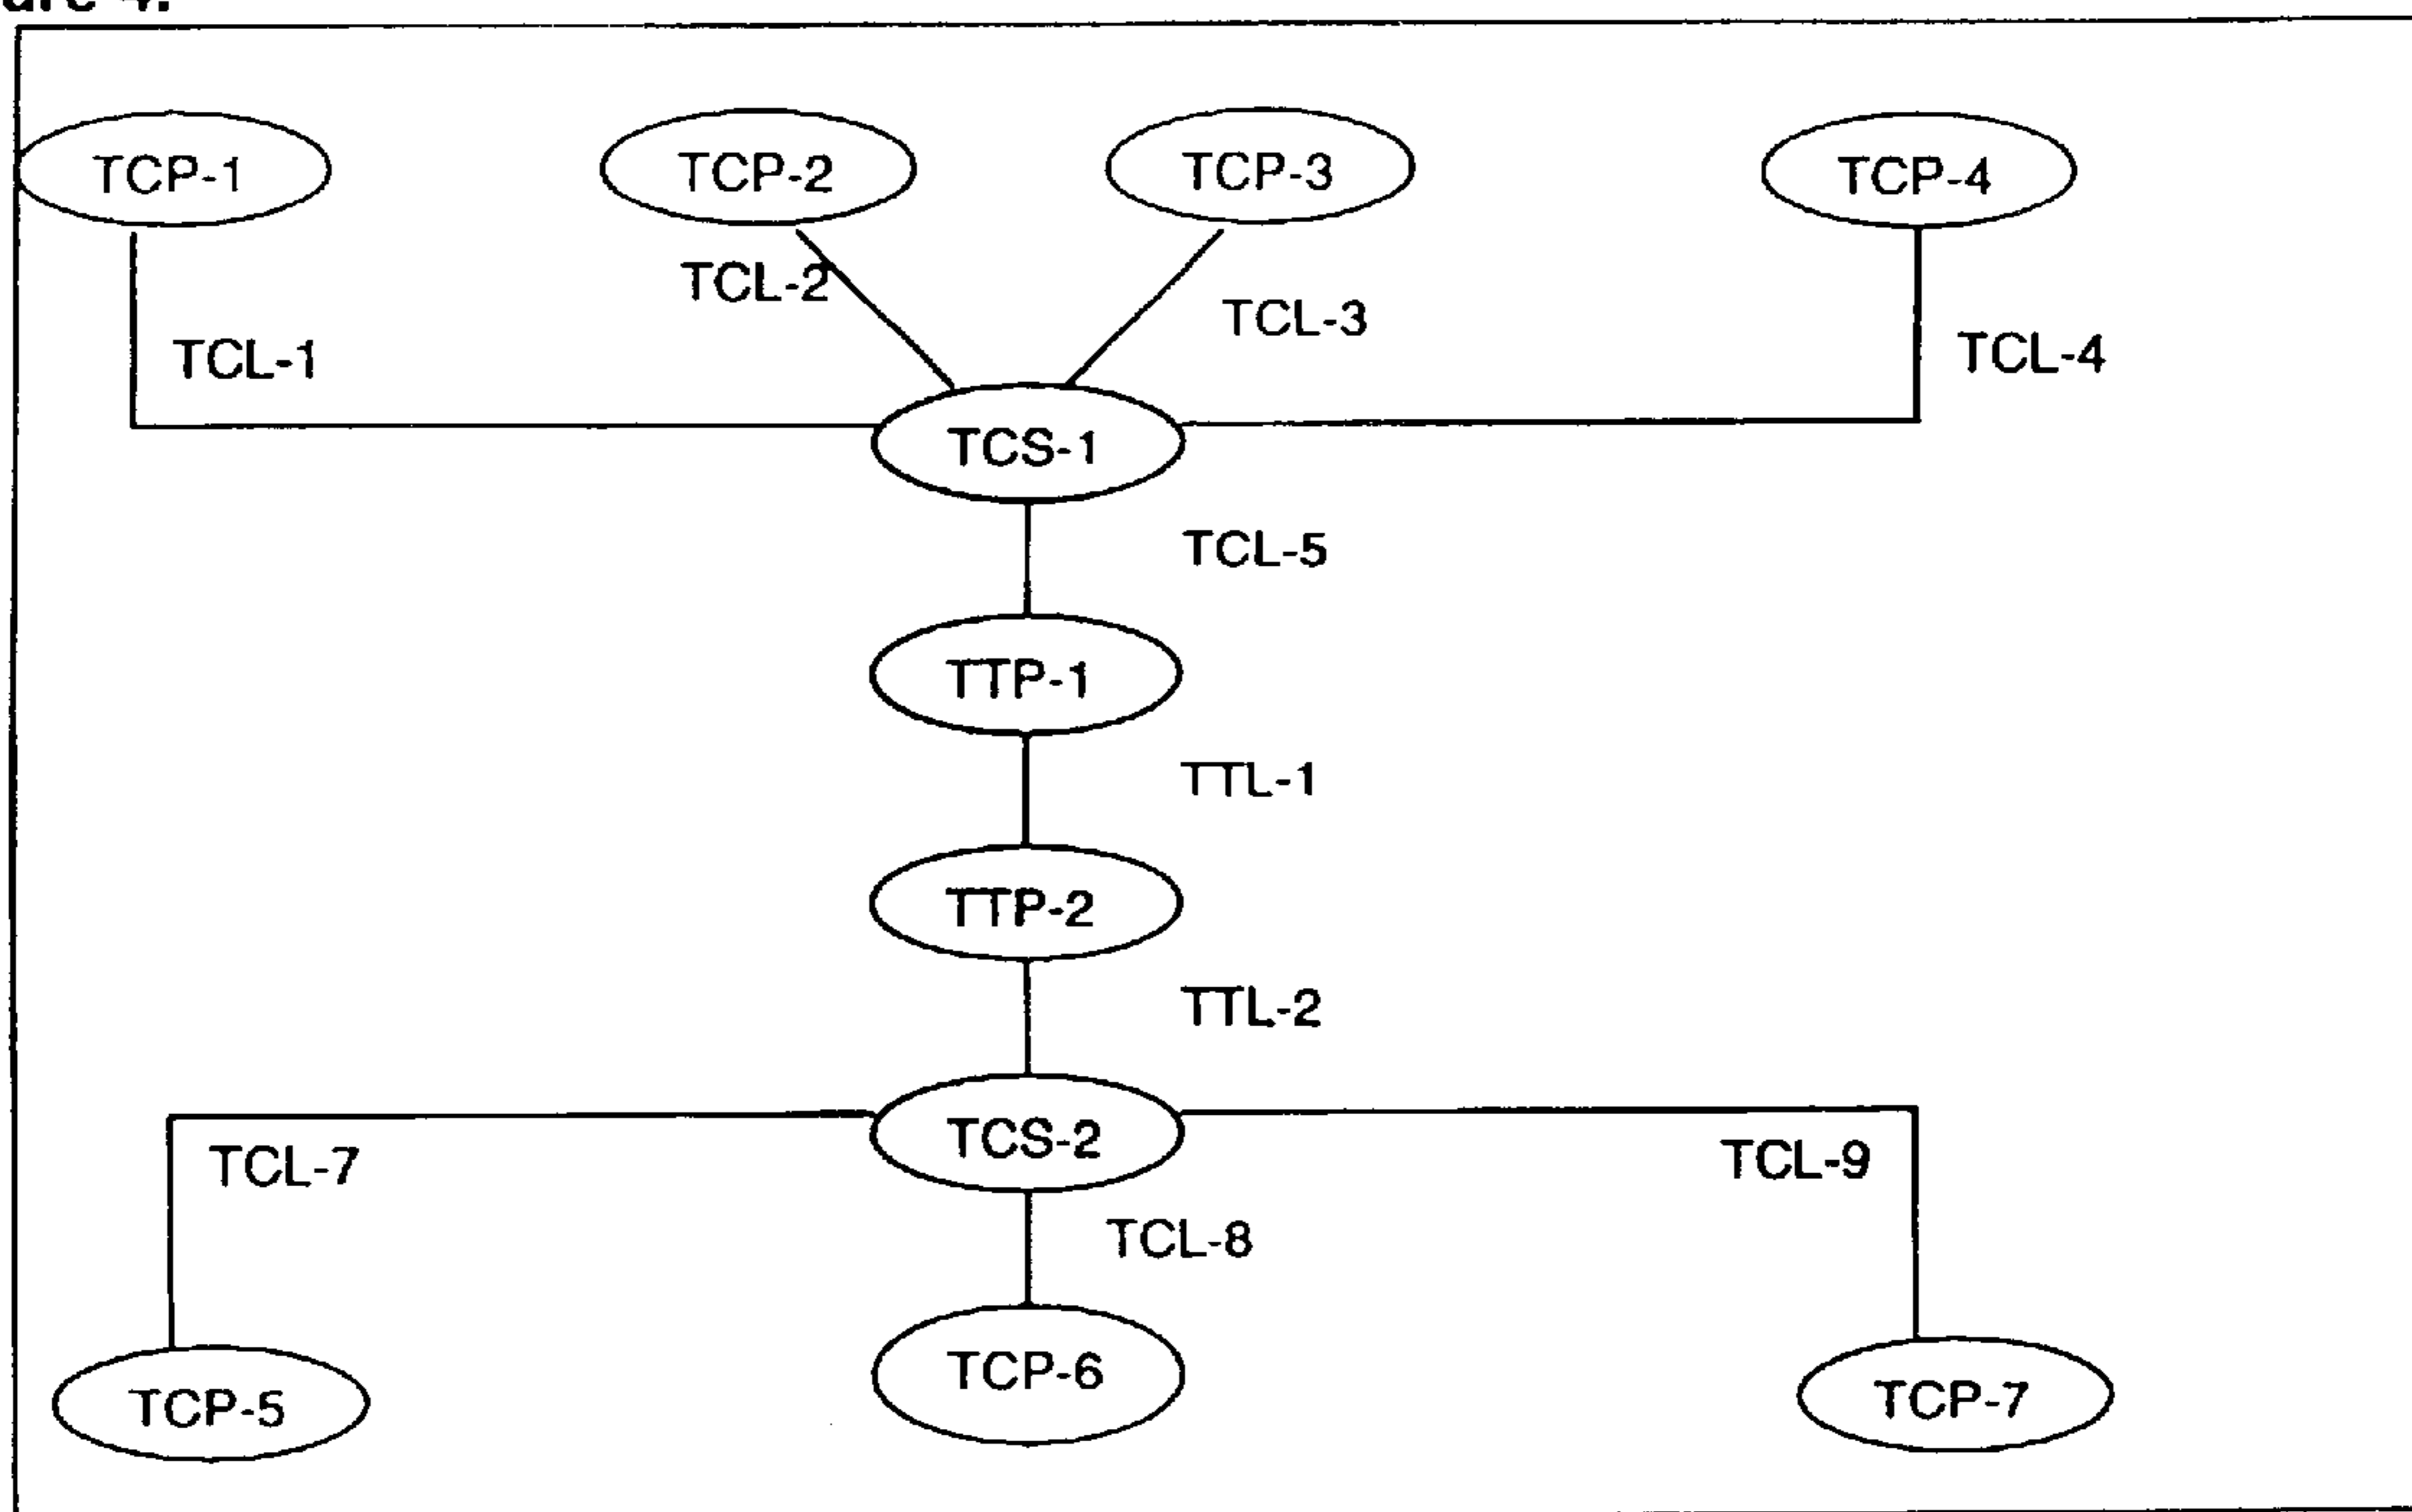 TCP-1
TCP-2
TCP-3
TCP-4
TCL-2
TCL-3
TCL-1
TCL-4
TCS-1
TCL-5
TTP-1
TTL-1
TTP-2
TTL-2
TCS-2
TCL-7
TCL-9
TCL-8
TCP-5
TCP-6
TCP-7